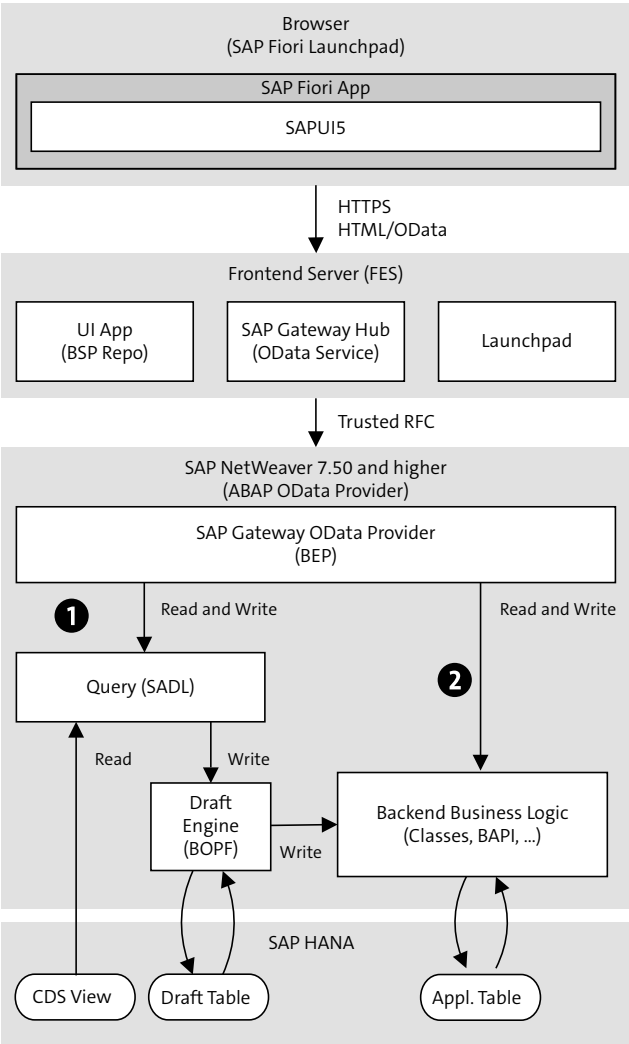 Browser
(SAP Fiori Launchpad)
SAP Fiori App
SAPUI5
HTTPS
HTML/OData
Frontend Server (FES)
UI App
(BSP Repo)
SAP Gateway Hub
(OData Service)
Launchpad
Trusted RFC
SAP NetWeaver 7.50 and higher
(ABAP OData Provider)
SAP Gateway OData Provider
(BEP)
1
Read and Write
Read and Write
Query (SADL)
2
Read
Write
Draft
Engine
(BOPF)
Write
Backend Business Logic
(Classes, BAPI, ...)
SAP HANA
CDS View
Draft Table
Appl. Table